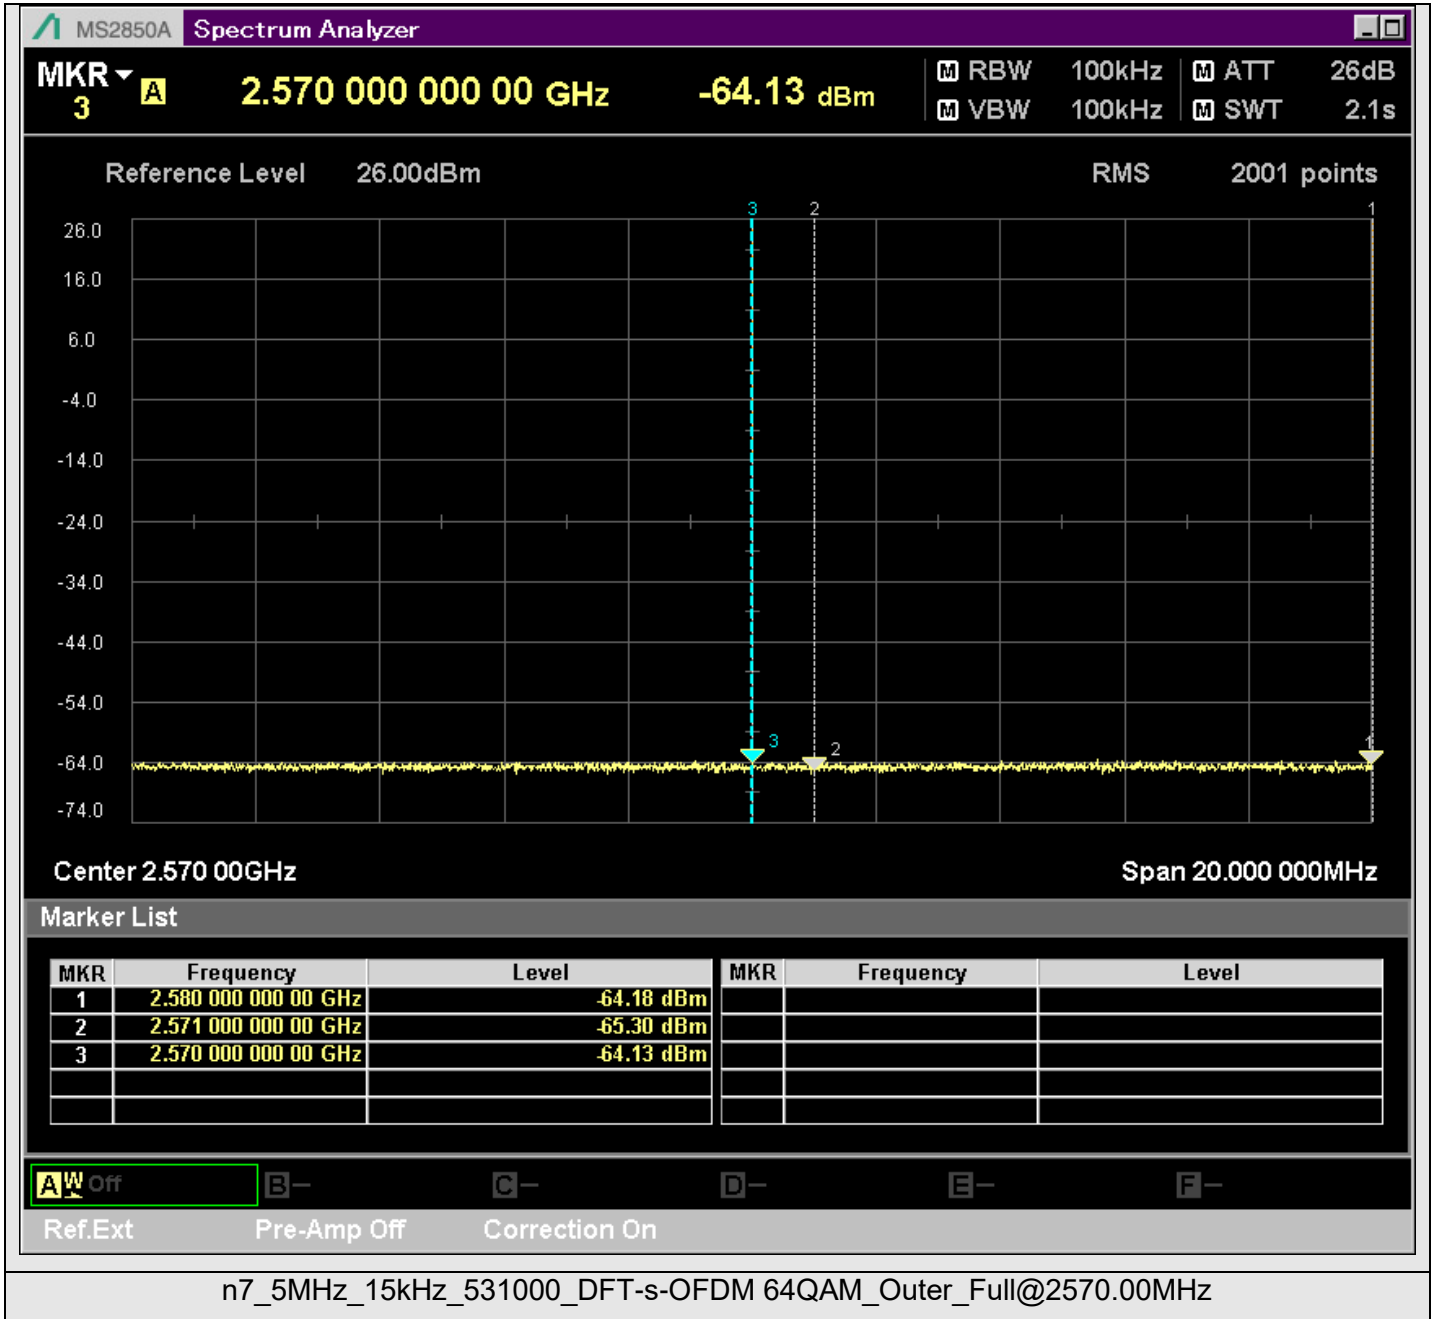 MS2850A Spectrum Analyzer
MKR A 2.570 000 000 00 GHz -64.13 dBm M RBW 100kHz M ATT 26dB
3 M VBW 100kHz M SWT 2.1s
Reference Level 26.00dBm RMS 2001 points
3 2 1
26.0
16.0
6.0
-4.0
-14.0
-24.0
-34.0
-44.0
-54.0
3 2 1
-64.0
-74.0
Center 2.570 00GHz Span 20.000 000MHz
Marker List
MKR Frequency Level MKR Frequency Level
1 2.580 000 000 00 GHz -64.18 dBm
2 2.571 000 000 00 GHz -65.30 dBm
3 2.570 000 000 00 GHz -64.13 dBm
A W Off B - C - D - E - F -
Ref.Ext Pre-Amp Off Correction On
n7_5MHz_15kHz_531000_DFT-s-OFDM 64QAM_Outer_Full@2570.00MHz